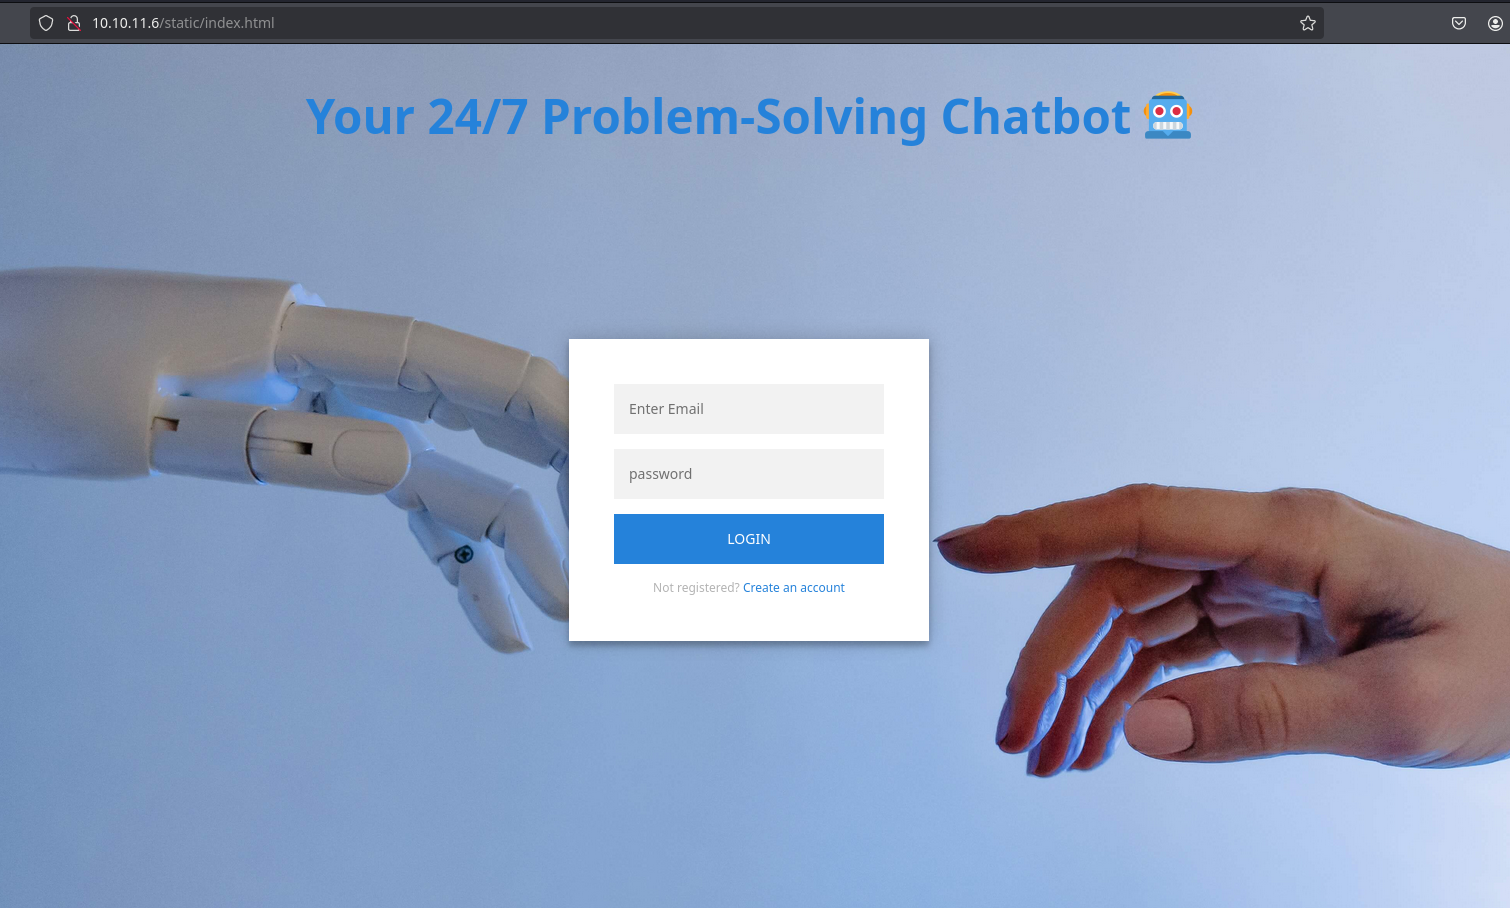 10.10.11.6/static/index.html
Your 24/7 Problem-Solving Chatbot
Enter Email
password
LOGIN
Not registered? Create an account